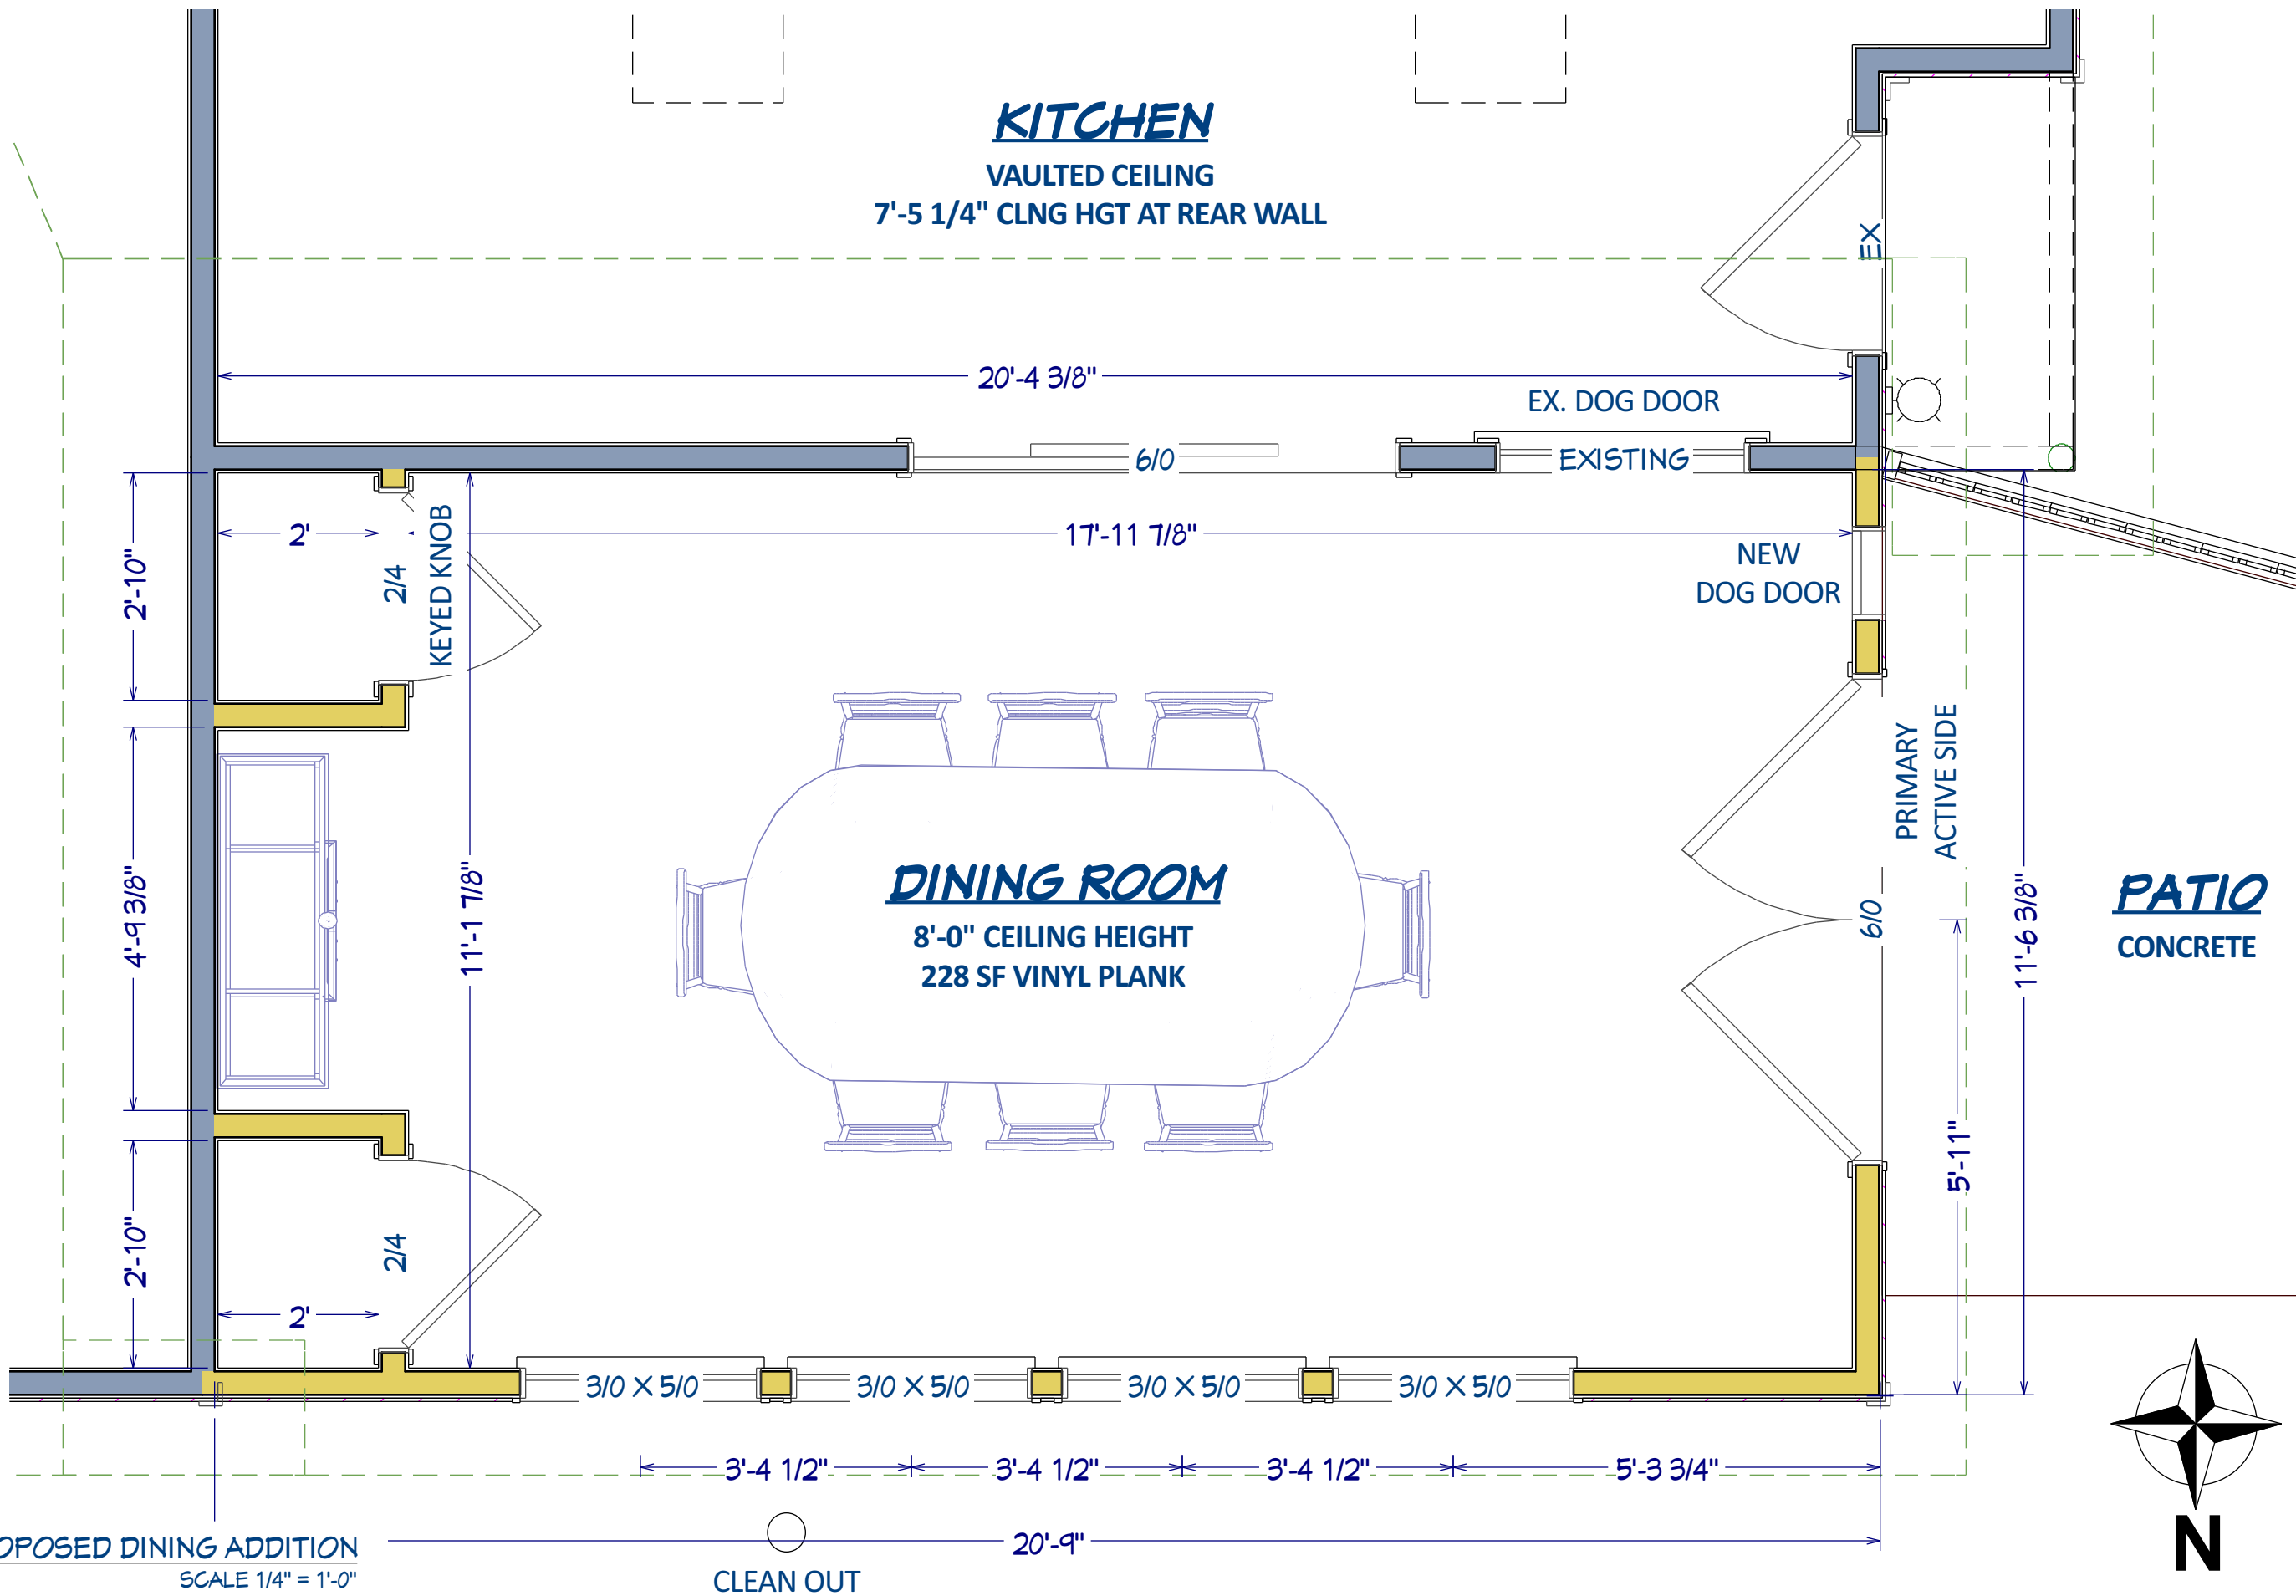 KITCHEN
VAULTED CEILING
7'-5 1/4" CLNG HGT AT REAR WALL
EX
20'-4 3/8"
EX. DOG DOOR
6/0
EXISTING
2'
17'-11 7/8"
2'-10"
2/4
KEYED KNOB
NEW
DOG DOOR
PRIMARY
ACTIVE SIDE
4'-9 3/8"
11'-1 7/8"
DINING ROOM
8'-0" CEILING HEIGHT
228 SF VINYL PLANK
6/0
11'-6 3/8"
PATIO
CONCRETE
5'-11"
2'-10"
2/4
2'
3/0 X 5/0
3/0 X 5/0
3/0 X 5/0
3/0 X 5/0
3'-4 1/2"
3'-4 1/2"
3'-4 1/2"
5'-3 3/4"
OPOSED DINING ADDITION
SCALE 1/4" = 1'-0"
20'-9"
CLEAN OUT
N